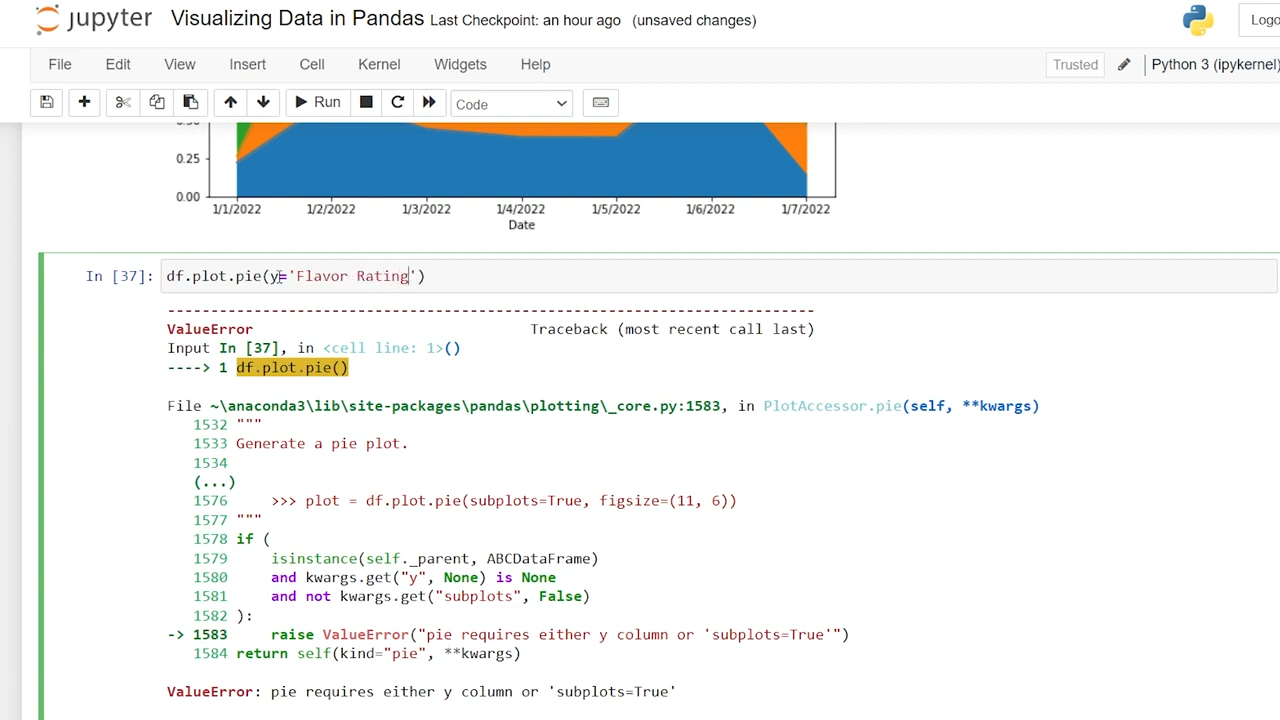 jupyter Visualizing Data in Pandas Last Checkpoint: an hour ago (unsaved changes)
Logo
File Edit View Insert Cell Kernel Widgets Help
Trusted Python 3 (ipykernel)
Run Code
0.50
0.25
0.00
1/1/2022 1/2/2022 1/3/2022 1/4/2022 1/5/2022 1/6/2022 1/7/2022
Date
In [37]: df.plot.pie(y='Flavor Rating')
---------------------------------------------------------------------------
ValueError Traceback (most recent call last)
Input In [37], in <cell line: 1>()
----> 1 df.plot.pie()
File ~\anaconda3\lib\site-packages\pandas\plotting\_core.py:1583, in PlotAccessor.pie(self, **kwargs)
1532 """
1533 Generate a pie plot.
1534
(...)
1576 >>> plot = df.plot.pie(subplots=True, figsize=(11, 6))
1577 """
1578 if (
1579 isinstance(self._parent, ABCDataFrame)
1580 and kwargs.get("y", None) is None
1581 and not kwargs.get("subplots", False)
1582 ):
-> 1583 raise ValueError("pie requires either y column or 'subplots=True'")
1584 return self(kind="pie", **kwargs)
ValueError: pie requires either y column or 'subplots=True'